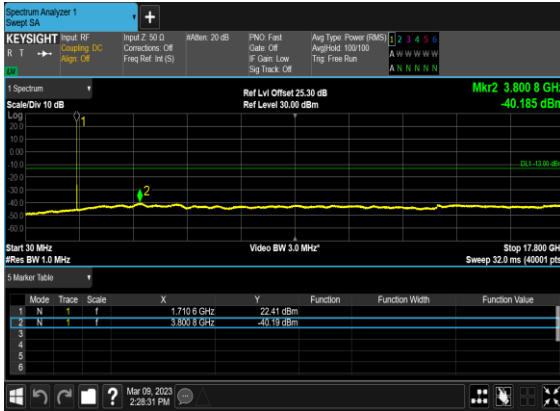 Spectrum Analyzer 1
Swept SA
+
KEYSIGHT Input: RF Input Z: 50 Ω #Atten: 20 dB PNO: Fast Avg Type: Power (RMS) 1 2 3 4 5 6
R T Coupling: DC Corrections: Off Gate: Off Avg|Hold: 100/100 A W W W W W
Align: Off Freq Ref: Int (S) IF Gain: Low Trig: Free Run
Sig Track: Off A N N N N N
1 Spectrum
Ref Lvl Offset 25.30 dB Mkr2 3.800 8 GHz
Scale/Div 10 dB Ref Level 30.00 dBm -40.185 dBm
Log
20.0 1
10.0
0.00
-10.0 DL1 -13.00 dBm
-20.0
-30.0 2
-40.0
-50.0
-60.0
Start 30 MHz Video BW 3.0 MHz* Stop 17.800 GHz
#Res BW 1.0 MHz Sweep 32.0 ms (40001 pts)
5 Marker Table
Mode Trace Scale X Y Function Function Width Function Value
1 N 1 f 1.710 6 GHz 22.41 dBm
2 N 1 f 3.800 8 GHz -40.19 dBm
3
4
5
6
? Mar 09, 2023
2:28:31 PM